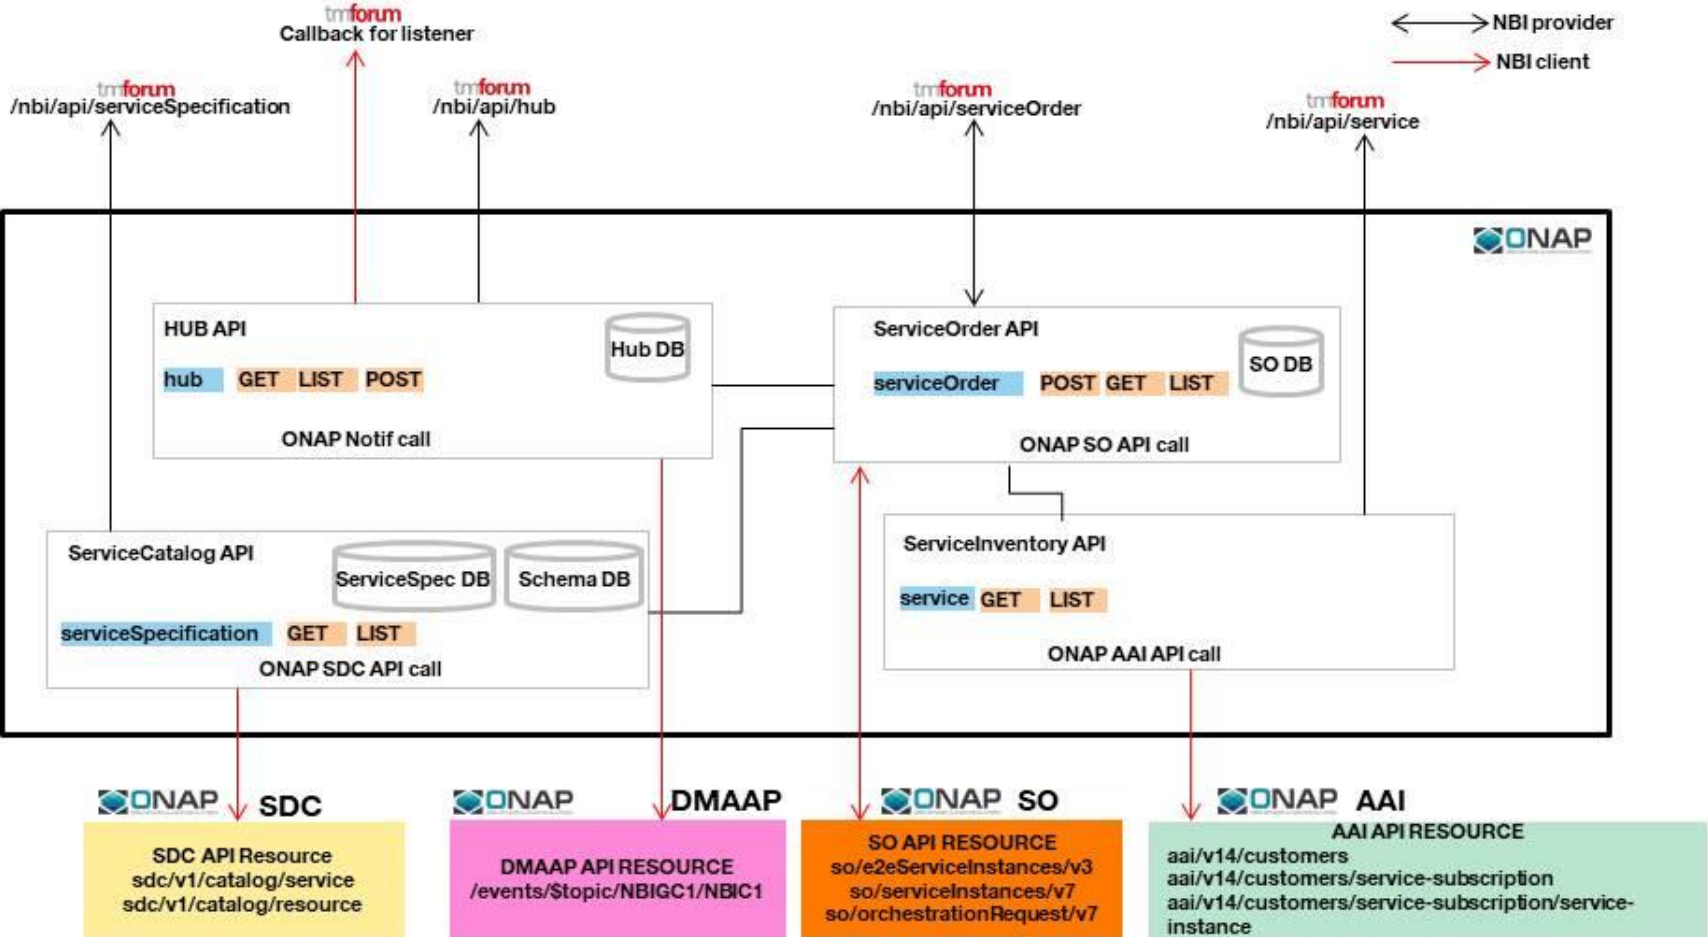 tmforum
Callback for listener
NBI provider
NBI client
tmforum
/nbi/api/serviceSpecification
tmforum
/nbi/api/hub
tmforum
/nbi/api/serviceOrder
tmforum
/nbi/api/service
ONAP
HUB API
Hub DB
hub GET LIST POST
ONAP Notif call
ServiceOrder API
SO DB
serviceOrder POST GET LIST
ONAP SO API call
ServiceCatalog API
ServiceSpec DB
Schema DB
serviceSpecification GET LIST
ONAP SDC API call
ServiceInventory API
service GET LIST
ONAP AAI API call
ONAP SDC
SDC API Resource
sdc/v1/catalog/service
sdc/v1/catalog/resource
ONAP DMAAP
DMAAP API RESOURCE
/events/$topic/NBIGC1/NBIC1
ONAP SO
SO API RESOURCE
so/e2eServiceInstances/v3
so/serviceInstances/v7
so/orchestrationRequest/v7
ONAP AAI
AAI API RESOURCE
aai/v14/customers
aai/v14/customers/service-subscription
aai/v14/customers/service-subscription/service-
instance